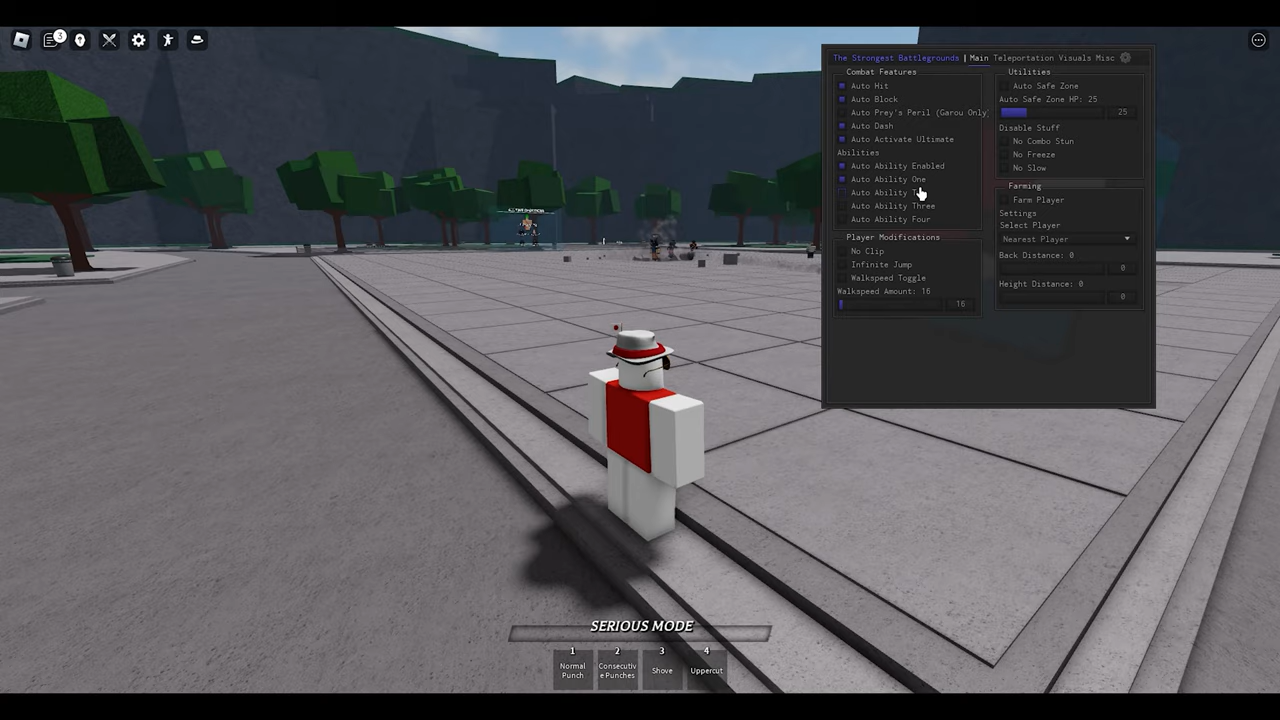 3
The Strongest Battlegrounds | Main Teleportation Visuals Misc
Combat Features
Auto Hit
Auto Block
Auto Prey's Peril (Garou Only)
Auto Dash
Auto Activate Ultimate
Abilities
Auto Ability Enabled
Auto Ability One
Auto Ability
Auto Ability Three
Auto Ability Four
Player Modifications
No Clip
Infinite Jump
Walkspeed Toggle
Walkspeed Amount: 16
16
Utilities
Auto Safe Zone
Auto Safe Zone HP: 25
25
Disable Stuff
No Combo Stun
No Freeze
No Slow
Farming
Farm Player
Settings
Select Player
Nearest Player
Back Distance: 0
0
Height Distance: 0
0
SERIOUS MODE
1 2 3 4
Normal Punch
Consecutive Punches
Shove
Uppercut